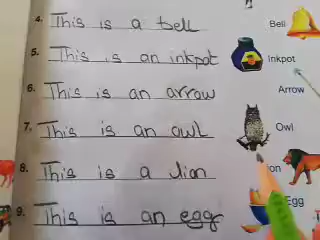 4. This is a bell Bell
5. This is an inkpot Inkpot
6. This is an arrow Arrow
7. This is an owl Owl
8. This is a lion ion
9. This is an egg Egg